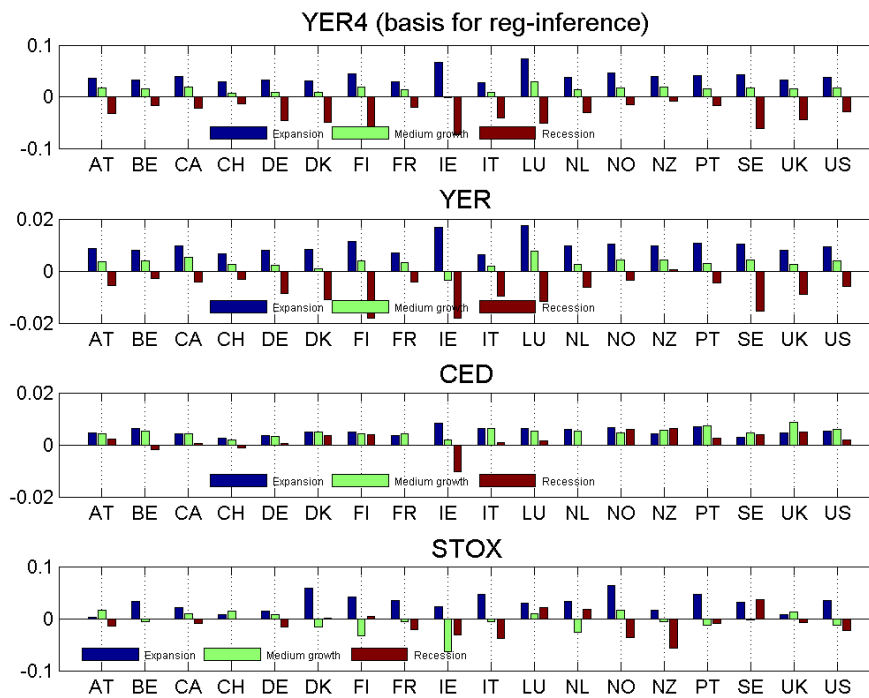 YER4 (basis for reg-inference)
0.1
0
-0.1
Expansion Medium growth Recession
AT BE CA CH DE DK FI FR IE IT LU NL NO NZ PT SE UK US
YER
0.02
0
-0.02
Expansion Medium growth Recession
AT BE CA CH DE DK FI FR IE IT LU NL NO NZ PT SE UK US
CED
0.02
0
-0.02
Expansion Medium growth Recession
AT BE CA CH DE DK FI FR IE IT LU NL NO NZ PT SE UK US
STOX
0.1
0
-0.1
Expansion Medium growth Recession
AT BE CA CH DE DK FI FR IE IT LU NL NO NZ PT SE UK US